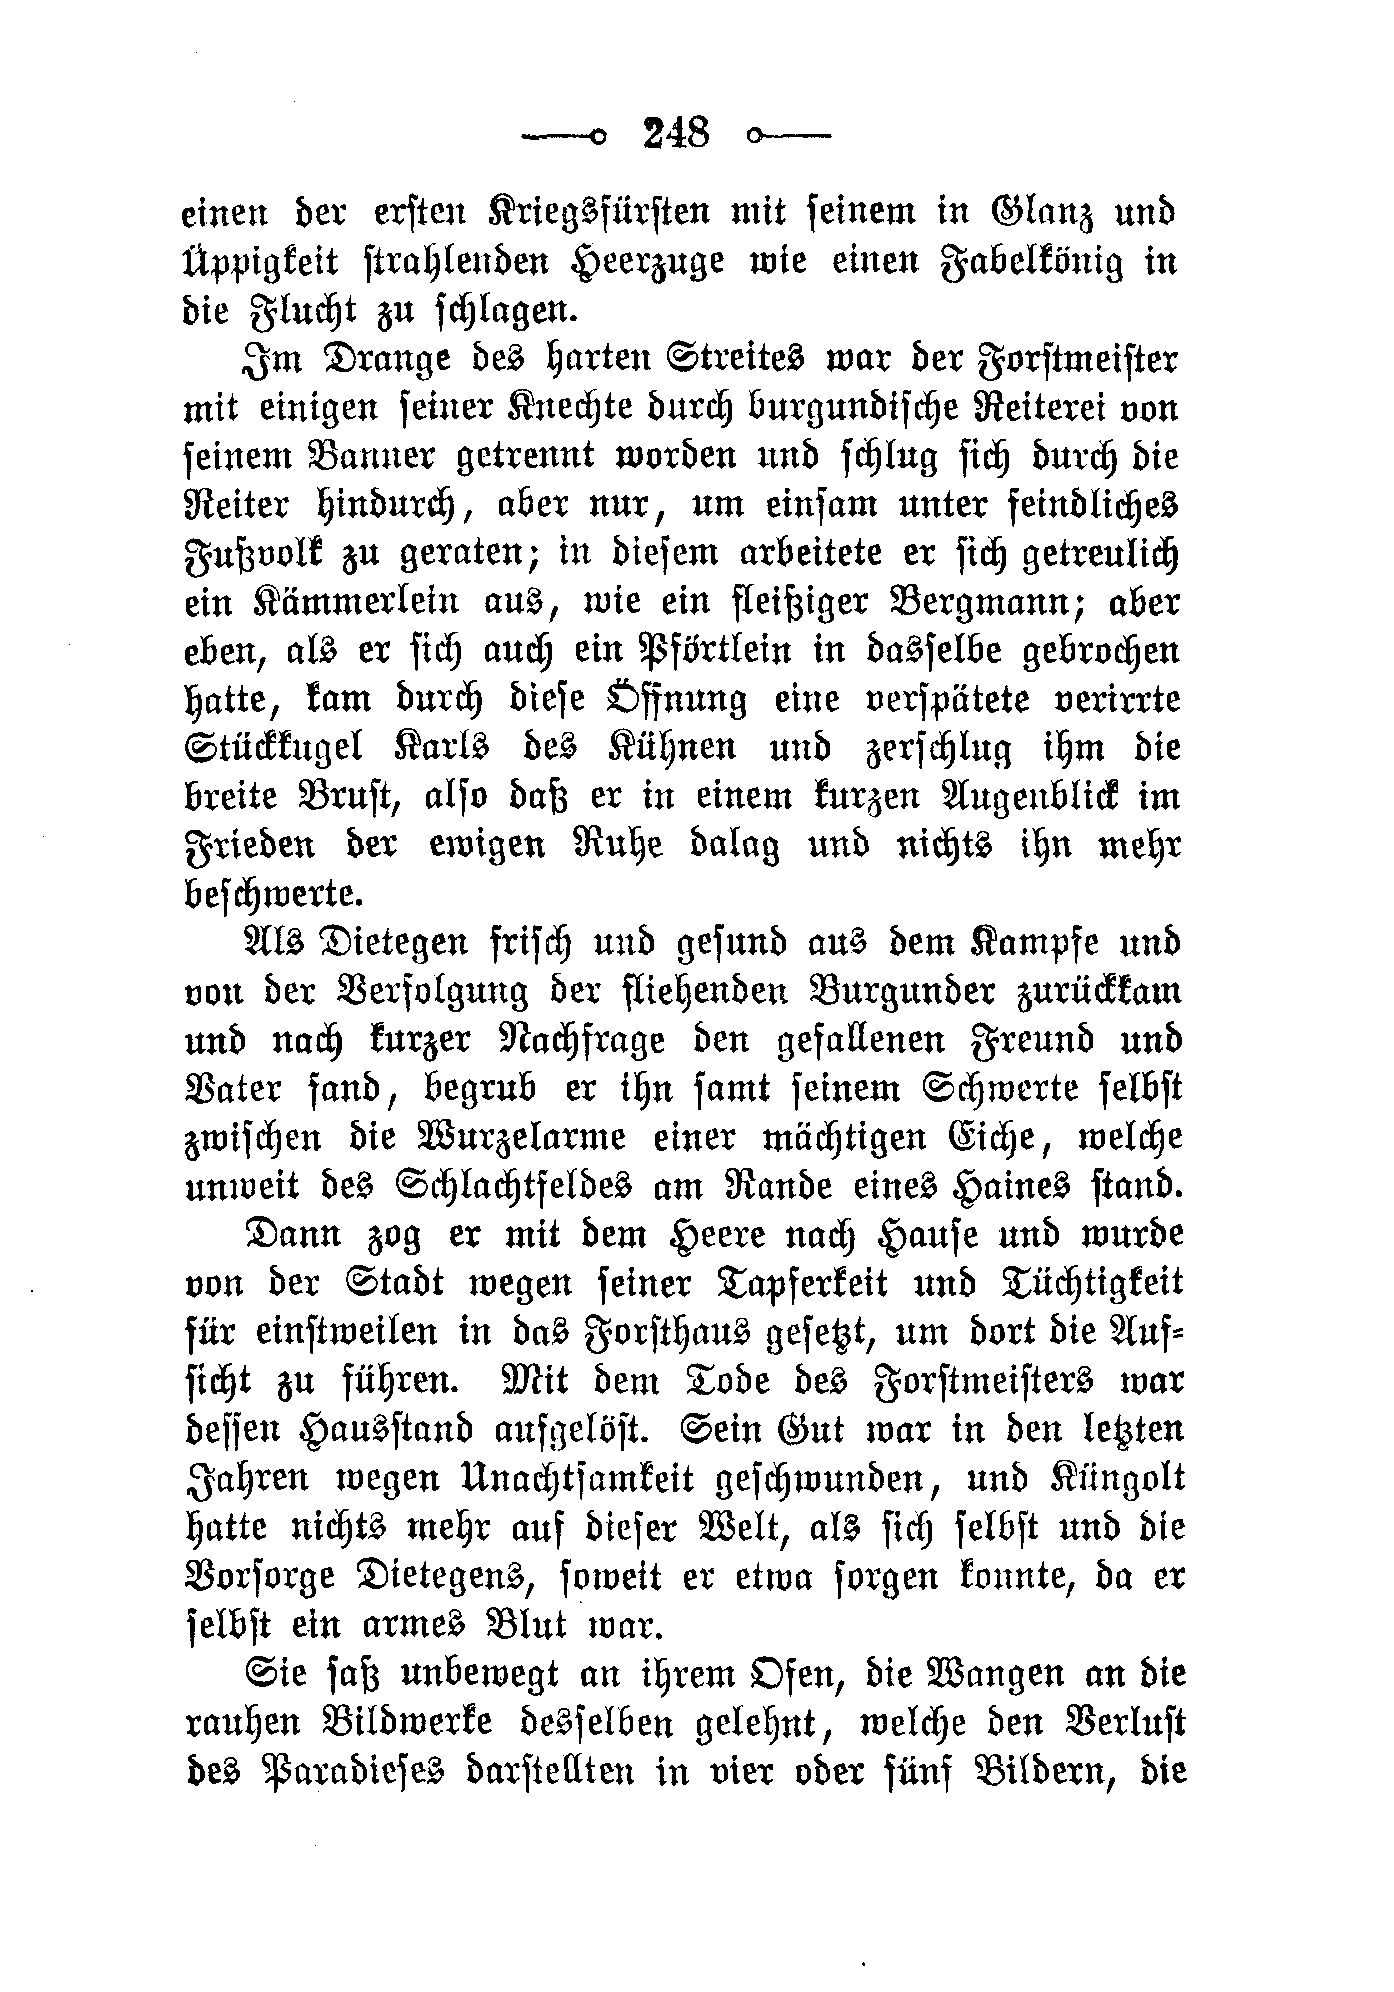 248
einen der ersten Kriegsfürsten mit seinem in Glanz und
Üppigkeit strahlenden Heerzuge wie einen Fabelkönig in
die Flucht zu schlagen.
Im Drange des harten Streites war der Forstmeister
mit einigen seiner Knechte durch burgundische Reiterei von
seinem Banner getrennt worden und schlug sich durch die
Reiter hindurch, aber nur, um einsam unter feindliches
Fußvolk zu geraten; in diesem arbeitete er sich getreulich
ein Kämmerlein aus, wie ein fleißiger Bergmann; aber
eben, als er sich auch ein Pförtlein in dasselbe gebrochen
hatte, kam durch diese Öffnung eine verspätete verirrte
Stückkugel Karls des Kühnen und zerschlug ihm die
breite Brust, also daß er in einem kurzen Augenblick im
Frieden der ewigen Ruhe dalag und nichts ihn mehr
beschwerte.
Als Dietegen frisch und gesund aus dem Kampfe und
von der Verfolgung der fliehenden Burgunder zurückkam
und nach kurzer Nachfrage den gefallenen Freund und
Vater fand, begrub er ihn samt seinem Schwerte selbst
zwischen die Wurzelarme einer mächtigen Eiche, welche
unweit des Schlachtfeldes am Rande eines Haines stand.
Dann zog er mit dem Heere nach Hause und wurde
von der Stadt wegen seiner Tapferkeit und Tüchtigkeit
für einstweilen in das Forsthaus gesetzt, um dort die Auf-
sicht zu führen. Mit dem Tode des Forstmeisters war
dessen Hausstand aufgelöst. Sein Gut war in den letzten
Jahren wegen Unachtsamkeit geschwunden, und Küngolt
hatte nichts mehr auf dieser Welt, als sich selbst und die
Vorsorge Dietegens, soweit er etwa sorgen konnte, da er
selbst ein armes Blut war.
Sie saß unbewegt an ihrem Ofen, die Wangen an die
rauhen Bildwerke desselben gelehnt, welche den Verlust
des Paradieses darstellten in vier oder fünf Bildern, die